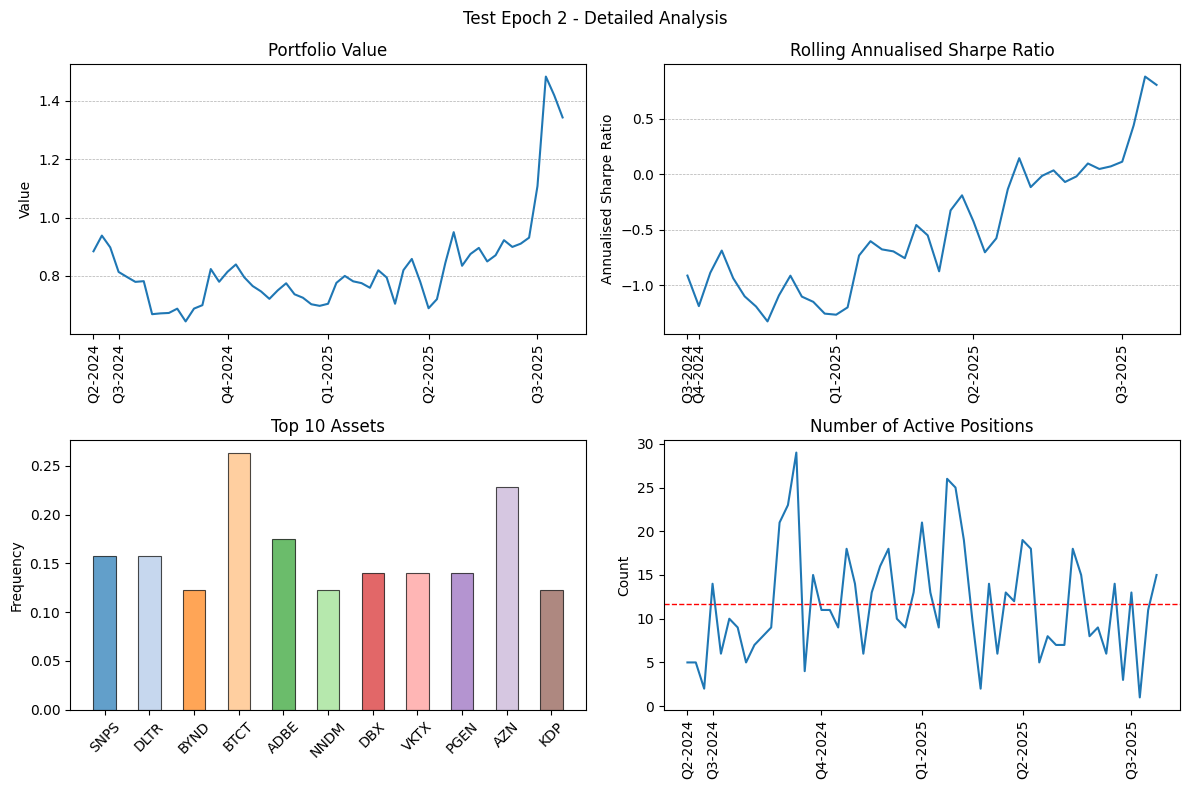 Test Epoch 2 - Detailed Analysis
Portfolio Value
Value
1.4
1.2
1.0
0.8
Q2-2024
Q3-2024
Q4-2024
Q1-2025
Q2-2025
Q3-2025
Rolling Annualised Sharpe Ratio
Annualised Sharpe Ratio
0.5
0.0
−0.5
−1.0
Q3-2024
Q4-2024
Q1-2025
Q2-2025
Q3-2025
Top 10 Assets
Frequency
0.25
0.20
0.15
0.10
0.05
0.00
SNPS
DLTR
BYND
BTCT
ADBE
NNDM
DBX
VKTX
PGEN
AZN
KDP
Number of Active Positions
Count
30
25
20
15
10
5
0
Q2-2024
Q3-2024
Q4-2024
Q1-2025
Q2-2025
Q3-2025